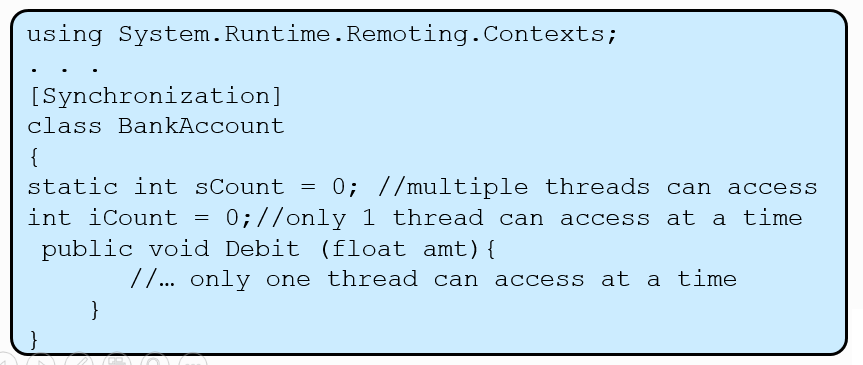 using System.Runtime.Remoting.Contexts;
. . .
[Synchronization]
class BankAccount
{
static int sCount = 0; //multiple threads can access
int iCount = 0;//only 1 thread can access at a time
public void Debit (float amt){
//… only one thread can access at a time
}
}